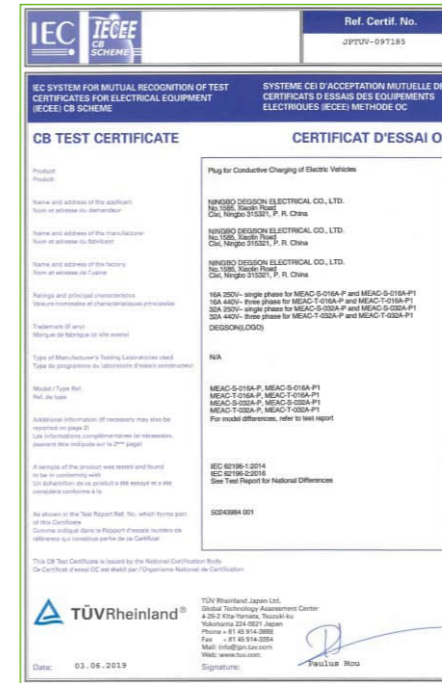 IEC IECEE CB SCHEME
Ref. Certif. No.
JPTUV-097185
IEC SYSTEM FOR MUTUAL RECOGNITION OF TEST
CERTIFICATES FOR ELECTRICAL EQUIPMENT
(IECEE) CB SCHEME
SYSTEME CEI D'ACCEPTATION MUTUELLE DE
CERTIFICATS D'ESSAIS DES EQUIPEMENTS
ELECTRIQUES (IECEE) METHODE OC
CB TEST CERTIFICATE
CERTIFICAT D'ESSAI O
Product
Produit
Plug for Conductive Charging of Electric Vehicles
Name and address of the applicant
Nom et adresse du demandeur
NINGBO DEGSON ELECTRICAL CO., LTD.
No.1585, Xiaolin Road
Cixi, Ningbo 315321, P. R. China
Name and address of the manufacturer
Nom et adresse du fabricant
NINGBO DEGSON ELECTRICAL CO., LTD.
No.1585, Xiaolin Road
Cixi, Ningbo 315321, P. R. China
Name and address of the factory
Nom et adresse de l'usine
NINGBO DEGSON ELECTRICAL CO., LTD.
No.1585, Xiaolin Road
Cixi, Ningbo 315321, P. R. China
Ratings and principal characteristics
Valeurs nominales et caractéristiques principales
16A 250V~ single phase for MEAC-S-016A-P and MEAC-S-016A-P1
16A 440V~ three phase for MEAC-T-016A-P and MEAC-T-016A-P1
32A 250V~ single phase for MEAC-S-032A-P and MEAC-S-032A-P1
32A 440V~ three phase for MEAC-T-032A-P and MEAC-T-032A-P1
Trademark (if any)
Marque de fabrique (si elle existe)
DEGSON(LOGO)
Type of Manufacturer's Testing Laboratories used
Type de programme du laboratoire d'essais constructeur
N/A
Model / Type Ref.
Ref. de type
MEAC-S-016A-P, MEAC-S-016A-P1
MEAC-T-016A-P, MEAC-T-016A-P1
MEAC-S-032A-P, MEAC-S-032A-P1
MEAC-T-032A-P, MEAC-T-032A-P1
For model differences, refer to test report
Additional information (if necessary may also be
reported on page 2)
Les informations complémentaires (si nécessaire,
peuvent être indiqués sur la 2ème page)
A sample of the product was tested and found
to be in conformity with
Un échantillon de ce produit a été essayé et a été
considéré conforme à la
IEC 62196-1:2014
IEC 62196-2:2016
See Test Report for National Differences
As shown in the Test Report Ref. No. which forms part
of this Certificate
Comme indiqué dans le Rapport d'essais numéro de
référence qui constitue partie de ce Certificat
50243984 001
This CB Test Certificate is issued by the National Certification Body
Ce Certificat d'essai OC est établi par l'Organisme National de Certification
TÜVRheinland®
TÜV Rheinland Japan Ltd.
Global Technology Assessment Center
4-25-2 Kita-Yamata, Tsuzuki-ku
Yokohama 224-0021 Japan
Phone + 81 45 914-3888
Fax + 81 45 914-3354
Mail: info@jpn.tuv.com
Web: www.tuv.com
Date: 03.06.2019
Signature: Paulus Hou